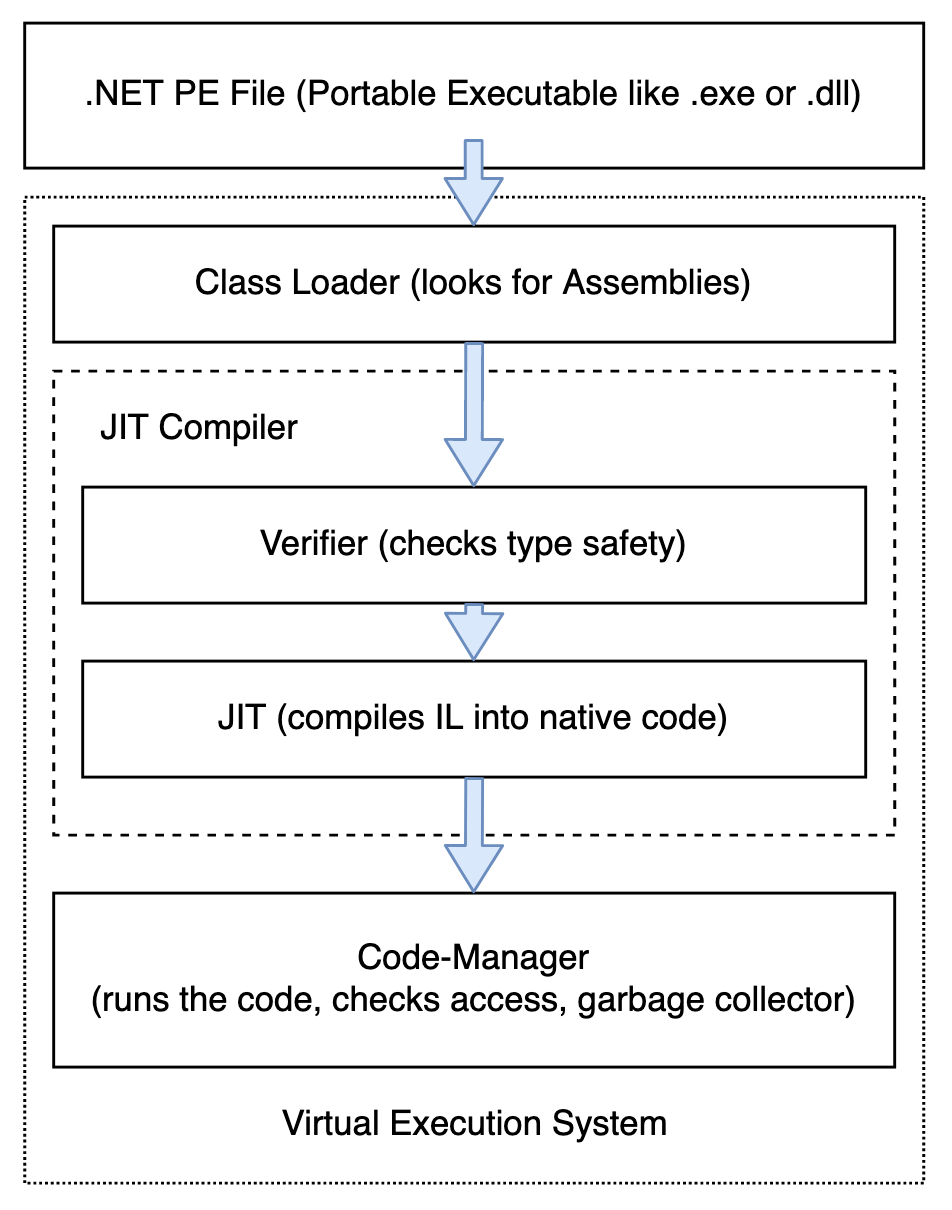 .NET PE File (Portable Executable like .exe or .dll)
Class Loader (looks for Assemblies)
JIT Compiler
Verifier (checks type safety)
JIT (compiles IL into native code)
Code-Manager
(runs the code, checks access, garbage collector)
Virtual Execution System